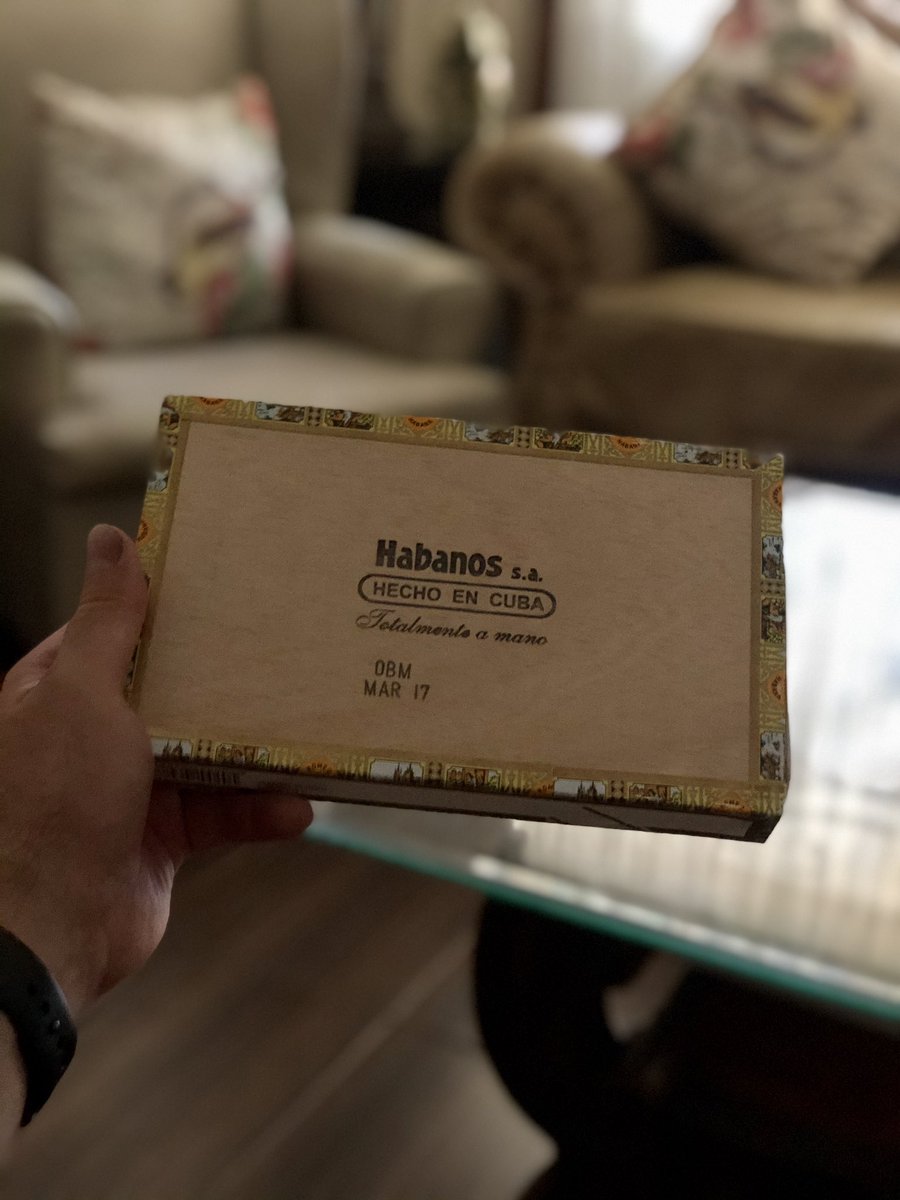 Habanos s.a.
HECHO EN CUBA
Totalmente a mano
OBM
MAR 17